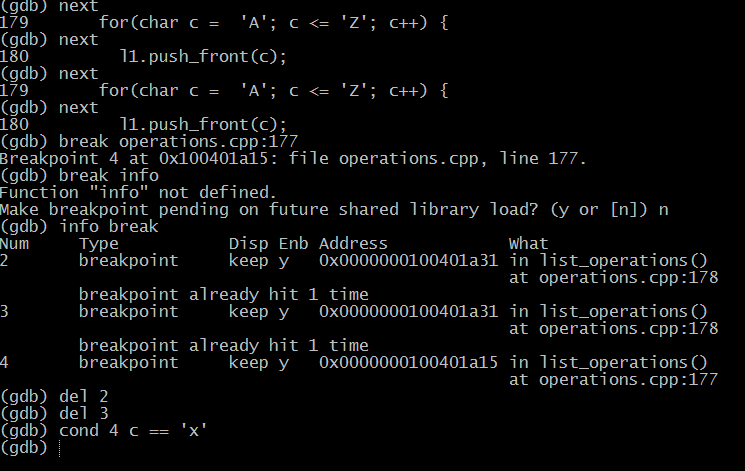 (gdb) next
179       for(char c =  'A'; c <= 'Z'; c++) {
(gdb) next
180         l1.push_front(c);
(gdb) next
179       for(char c =  'A'; c <= 'Z'; c++) {
(gdb) next
180         l1.push_front(c);
(gdb) break operations.cpp:177
Breakpoint 4 at 0x100401a15: file operations.cpp, line 177.
(gdb) break info
Function "info" not defined.
Make breakpoint pending on future shared library load? (y or [n]) n
(gdb) info break
Num     Type           Disp Enb Address            What
2       breakpoint     keep y   0x0000000100401a31 in list_operations()
                                                   at operations.cpp:178
        breakpoint already hit 1 time
3       breakpoint     keep y   0x0000000100401a31 in list_operations()
                                                   at operations.cpp:178
        breakpoint already hit 1 time
4       breakpoint     keep y   0x0000000100401a15 in list_operations()
                                                   at operations.cpp:177
(gdb) del 2
(gdb) del 3
(gdb) cond 4 c == 'x'
(gdb)